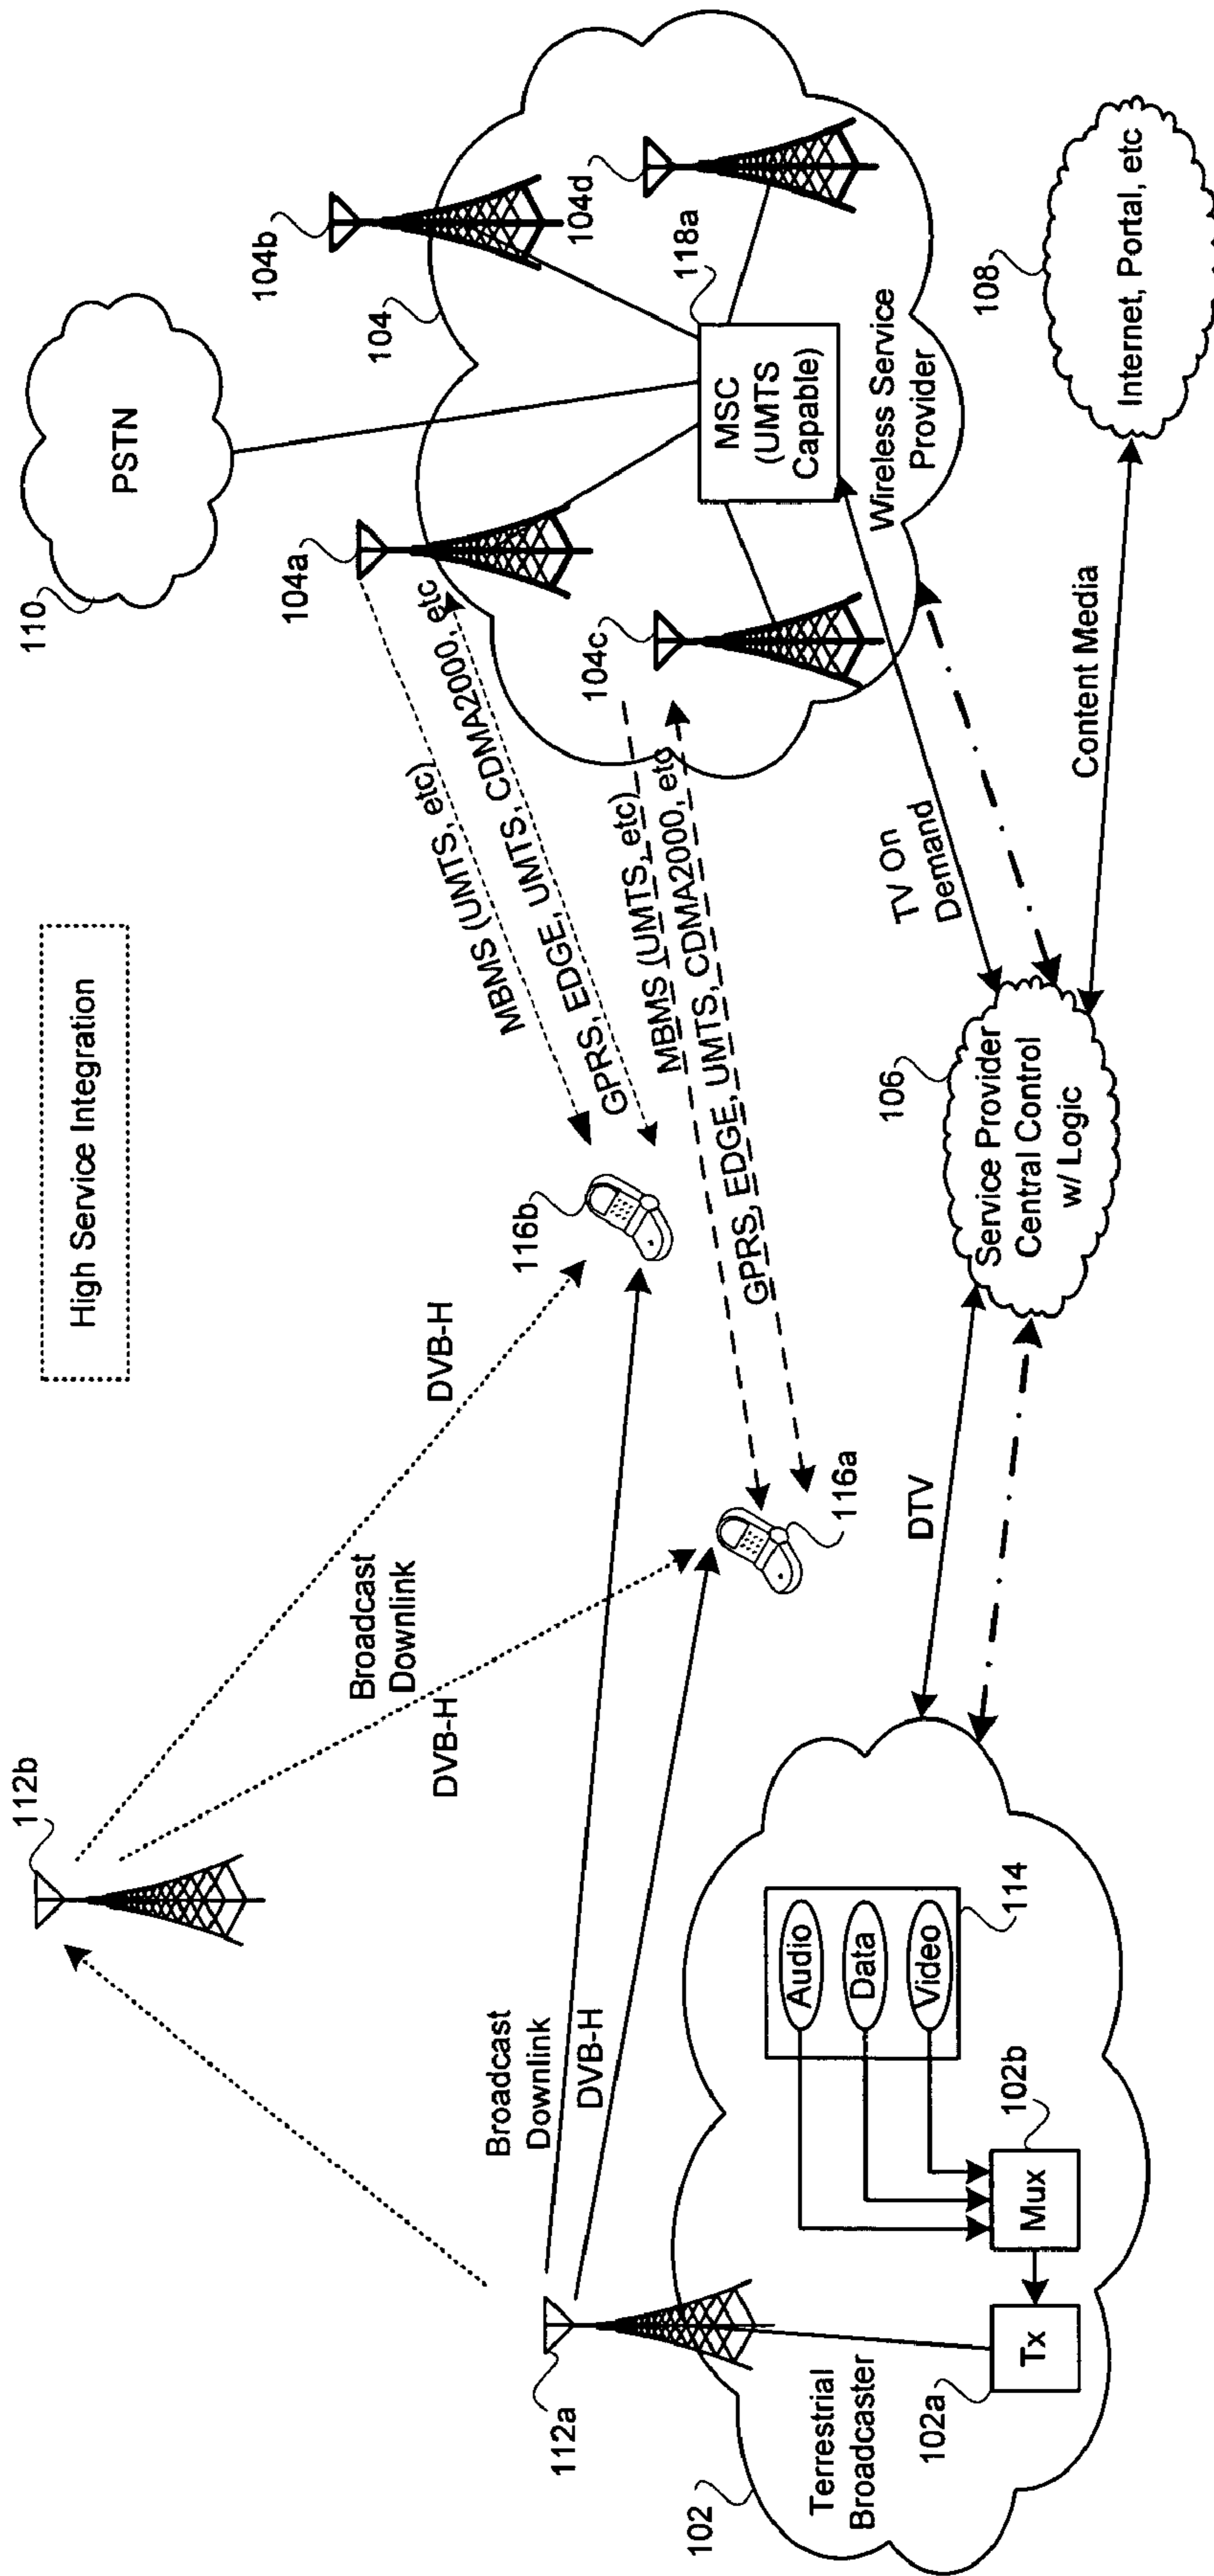 High Service Integration
112b
110
PSTN
104b
104a
104
104d
118a
104c
MSC
(UMTS
Capable)
Wireless Service
Provider
108
Internet, Portal, etc
MBMS (UMTS, etc)
GPRS, EDGE, UMTS, CDMA2000, etc
MBMS (UMTS, etc)
GPRS, EDGE, UMTS, CDMA2000, etc
116b
116a
DVB-H
Broadcast
Downlink
DVB-H
Broadcast
Downlink
DVB-H
112a
TV On
Demand
Content Media
106
Service Provider
Central Control
w/ Logic
DTV
102
Terrestrial
Broadcaster
102a
Tx
Mux
102b
Audio
Data
Video
114